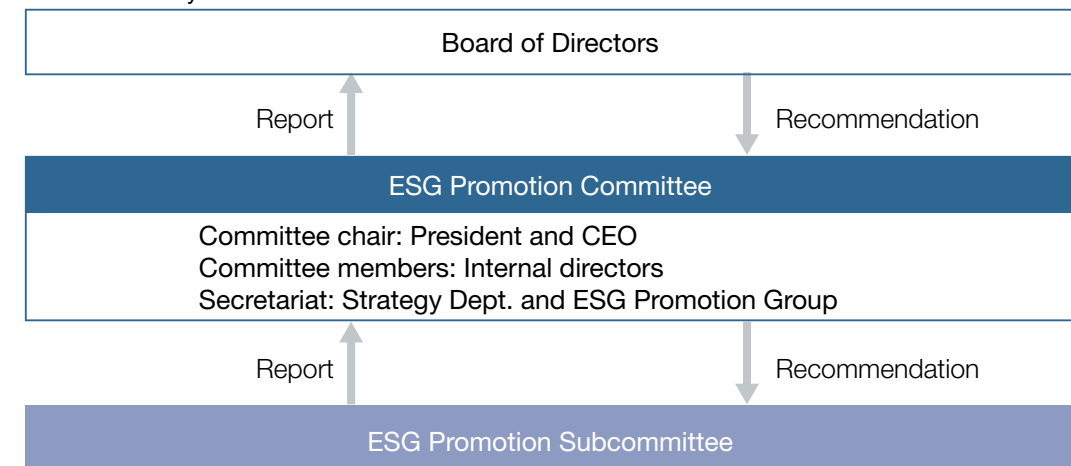 Board of Directors
Report
Recommendation
ESG Promotion Committee
Committee chair: President and CEO
Committee members: Internal directors
Secretariat: Strategy Dept. and ESG Promotion Group
Report
Recommendation
ESG Promotion Subcommittee